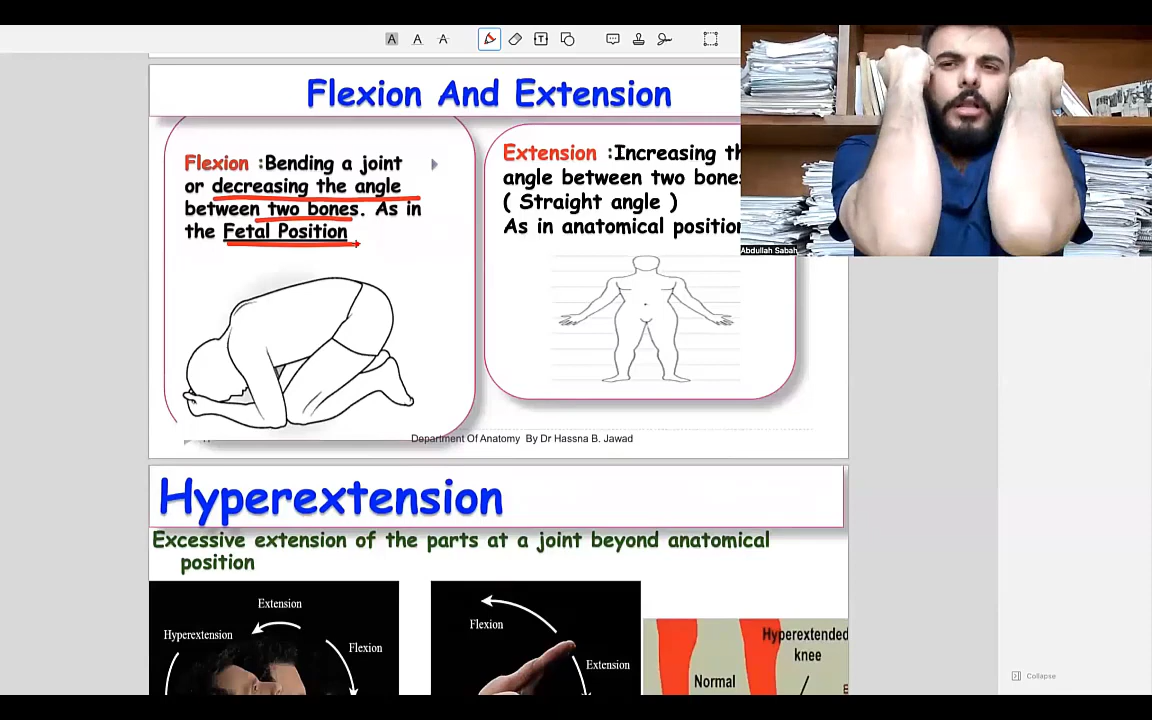 A A A T
Flexion And Extension
Flexion :Bending a joint
or decreasing the angle
between two bones. As in
the Fetal Position
Extension :Increasing th
angle between two bones
( Straight angle )
As in anatomical position
Abdullah Sabah
Department Of Anatomy By Dr Hassna B. Jawad
Hyperextension
Excessive extension of the parts at a joint beyond anatomical
position
Extension
Hyperextension
Flexion
Flexion
Extension
Hyperextended
knee
Normal
Collapse